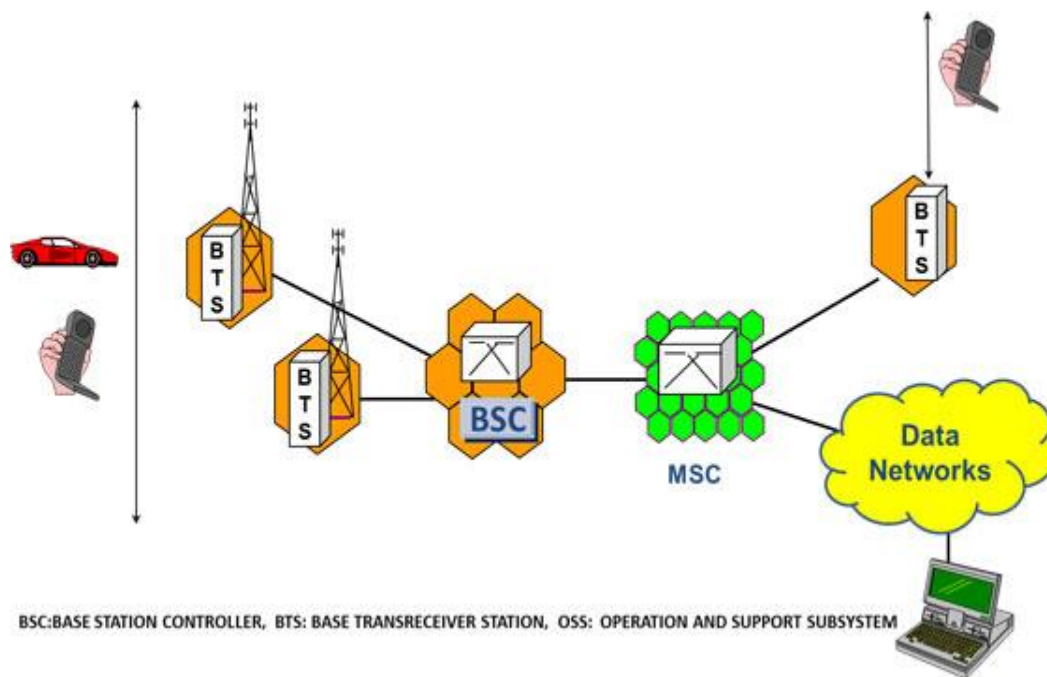 B
T
S
B
T
S
B
T
S
BSC
MSC
Data
Networks
BSC:BASE STATION CONTROLLER, BTS: BASE TRANSRECEIVER STATION, OSS: OPERATION AND SUPPORT SUBSYSTEM